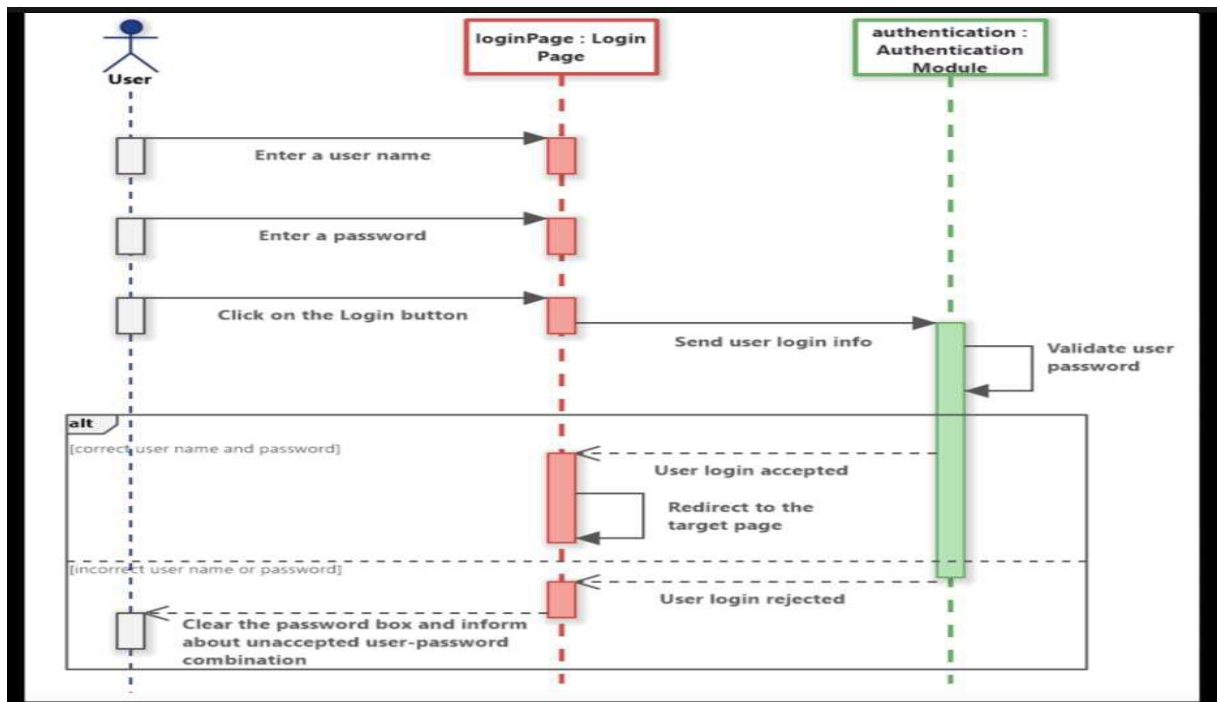 User
loginPage : Login
Page
authentication :
Authentication
Module
Enter a user name
Enter a password
Click on the Login button
Send user login info
Validate user
password
alt
[correct user name and password]
User login accepted
Redirect to the
target page
[incorrect user name or password]
User login rejected
Clear the password box and inform
about unaccepted user-password
combination